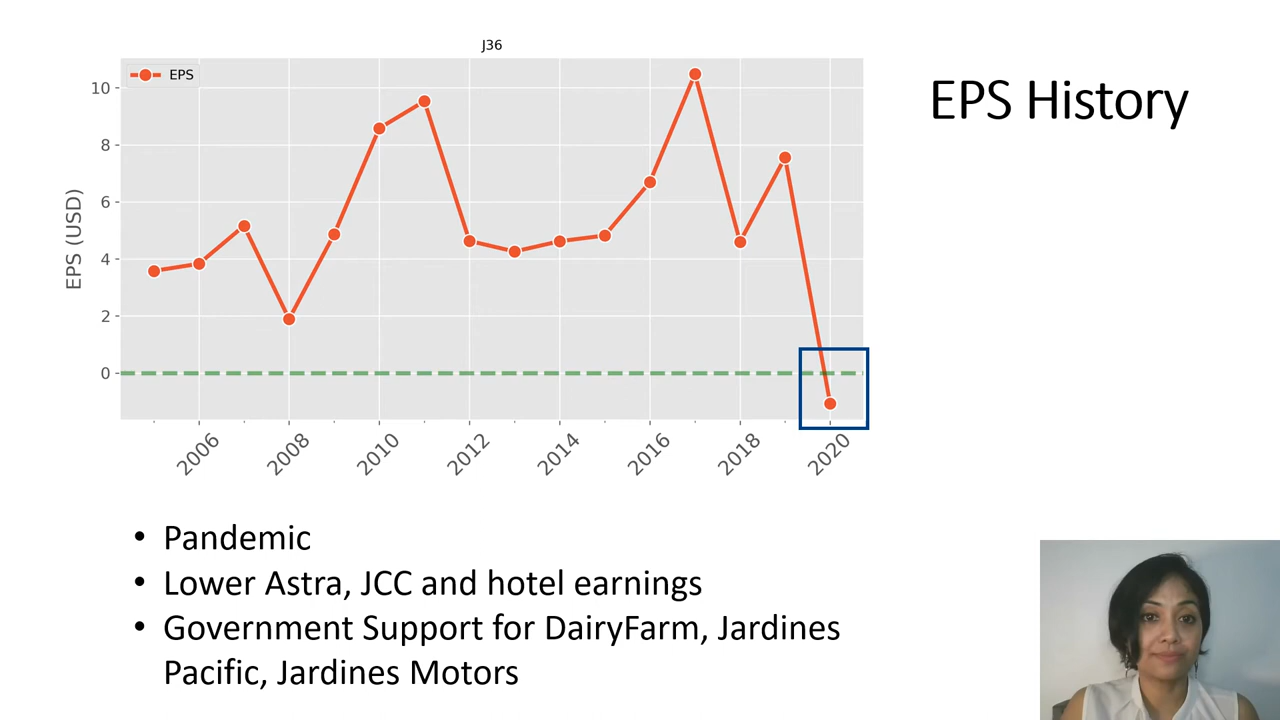 J36
EPS
EPS History
10
8
6
4
2
0
EPS (USD)
2006
2008
2010
2012
2014
2016
2018
2020
• Pandemic
• Lower Astra, JCC and hotel earnings
• Government Support for DairyFarm, Jardines
Pacific, Jardines Motors